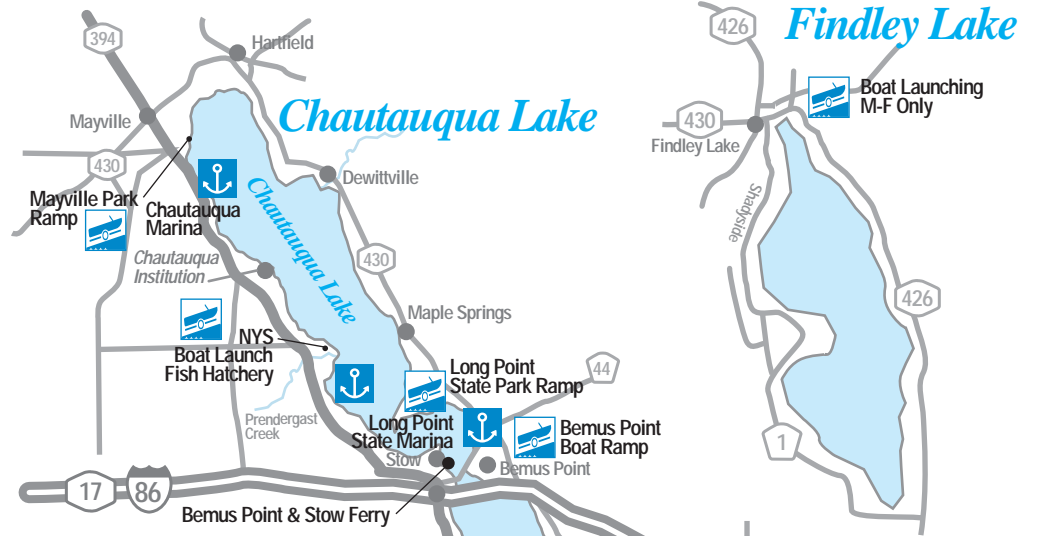 394
Hartfield
Chautauqua Lake
Mayville
430
Dewittville
Mayville Park
Ramp
Chautauqua
Marina
Chautauqua Lake
Chautauqua
Institution
430
Maple Springs
NYS
Boat Launch
Fish Hatchery
Long Point
State Park Ramp
44
Prendergast
Creek
Long Point
State Marina
Bemus Point
Boat Ramp
Stow
Bemus Point
17
86
Bemus Point & Stow Ferry
426
Findley Lake
Boat Launching
M-F Only
430
Findley Lake
Shadyside
426
1